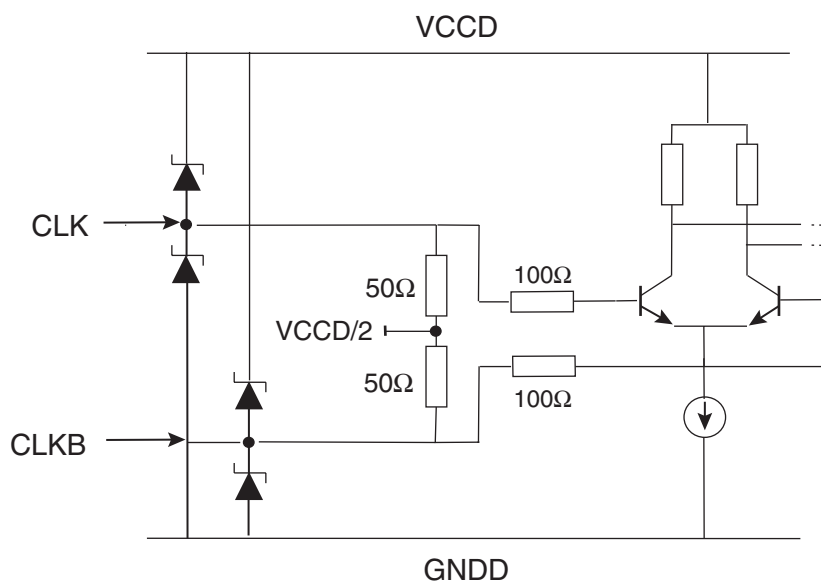 VCCD
CLK
50Ω
100Ω
VCCD/2
50Ω
100Ω
CLKB
GNDD